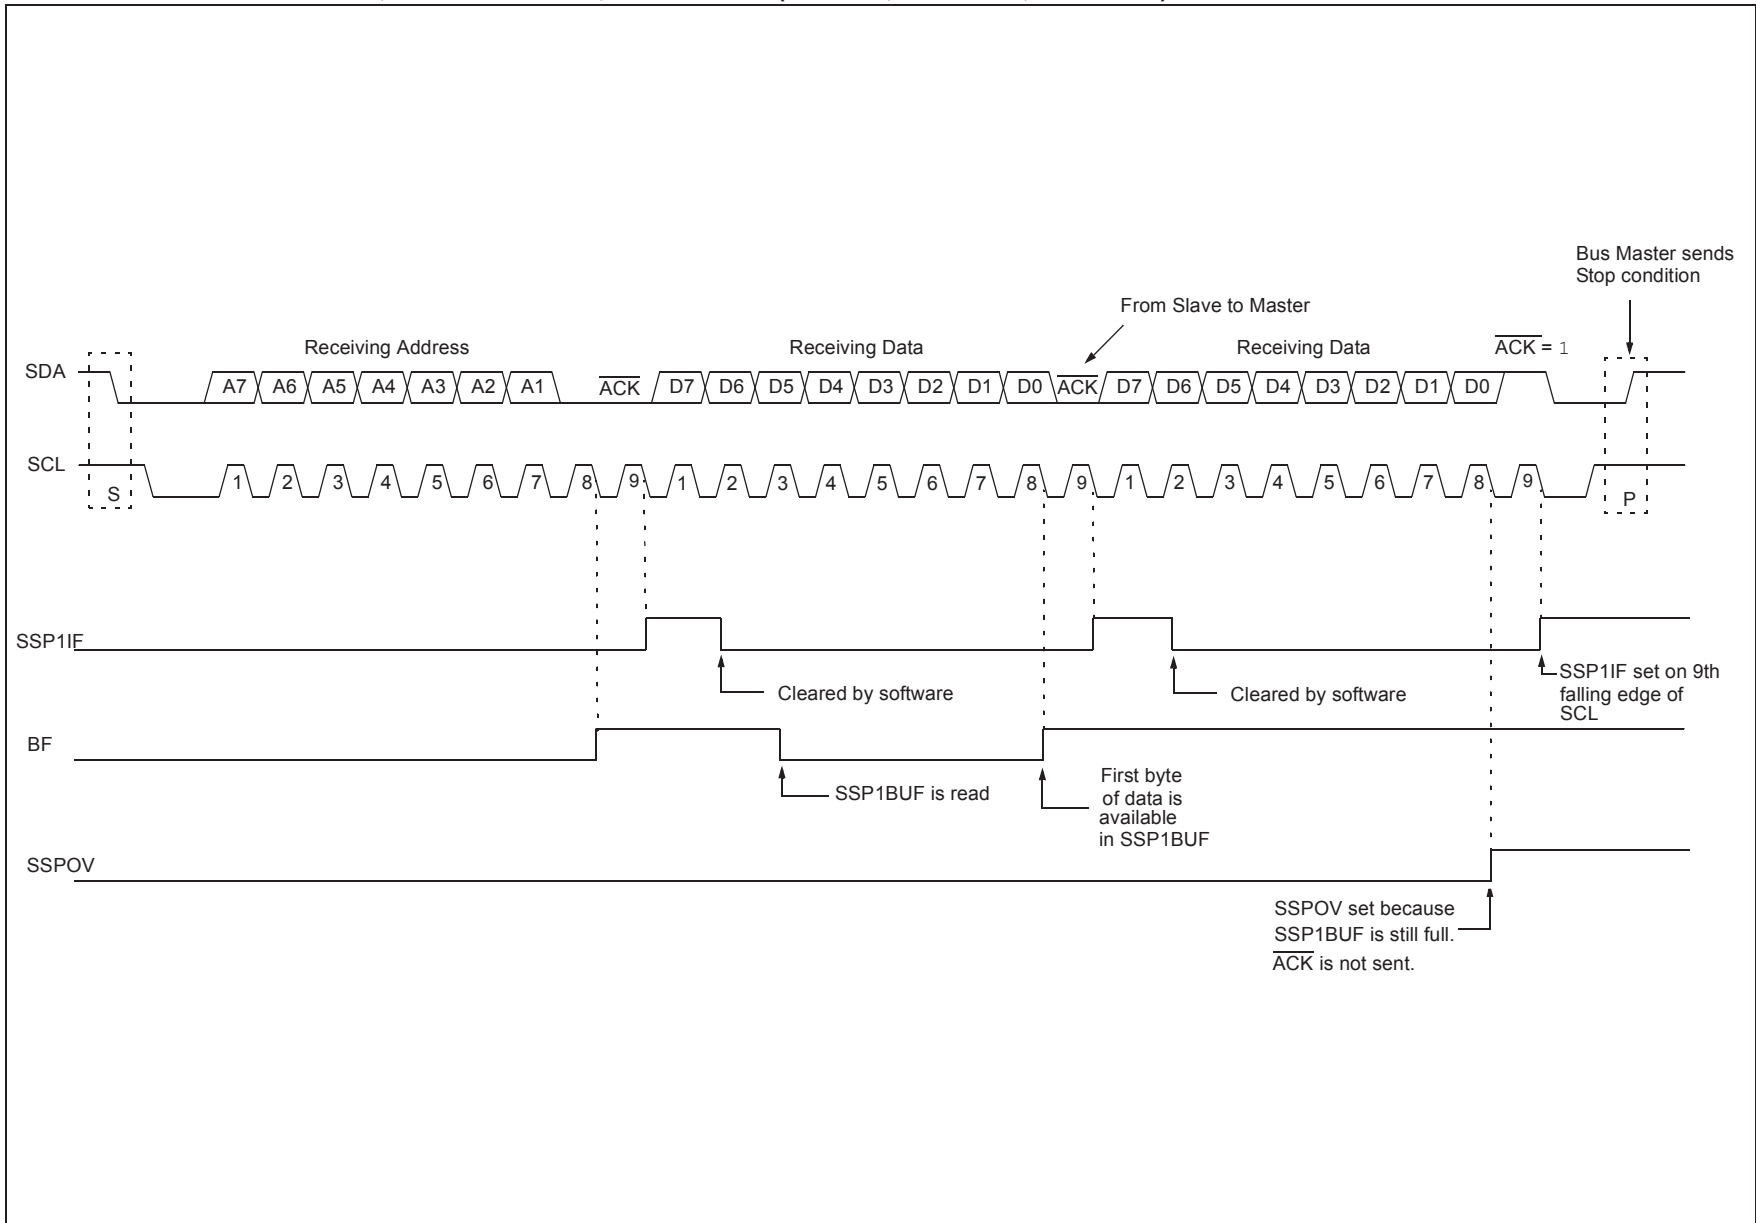 Bus Master sends
Stop condition
From Slave to Master
Receiving Address
Receiving Data
Receiving Data
ACK = 1
SDA
A7 A6 A5 A4 A3 A2 A1 ACK D7 D6 D5 D4 D3 D2 D1 D0 ACK D7 D6 D5 D4 D3 D2 D1 D0
SCL
S 1 2 3 4 5 6 7 8 9 1 2 3 4 5 6 7 8 9 1 2 3 4 5 6 7 8 9 P
SSP1IF
Cleared by software
Cleared by software
SSP1IF set on 9th
falling edge of
SCL
BF
SSP1BUF is read
First byte
of data is
available
in SSP1BUF
SSPOV
SSPOV set because
SSP1BUF is still full.
ACK is not sent.